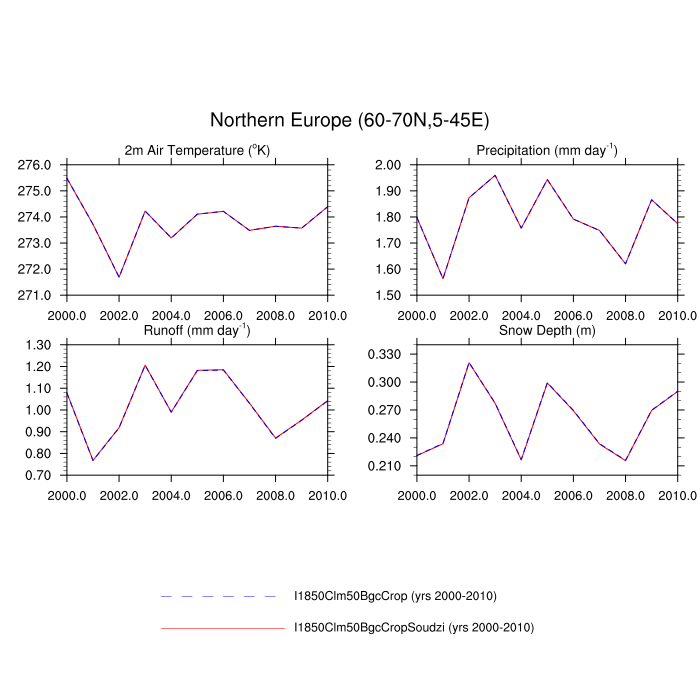 Northern Europe (60-70N,5-45E)
2m Air Temperature (°K)
276.0
275.0
274.0
273.0
272.0
271.0
2000.0 2002.0 2004.0 2006.0 2008.0 2010.0
Precipitation (mm day⁻¹)
2.00
1.90
1.80
1.70
1.60
1.50
2000.0 2002.0 2004.0 2006.0 2008.0 2010.0
Runoff (mm day⁻¹)
1.30
1.20
1.10
1.00
0.90
0.80
0.70
2000.0 2002.0 2004.0 2006.0 2008.0 2010.0
Snow Depth (m)
0.330
0.300
0.270
0.240
0.210
2000.0 2002.0 2004.0 2006.0 2008.0 2010.0
I1850Clm50BgcCrop (yrs 2000-2010)
I1850Clm50BgcCropSoudzi (yrs 2000-2010)